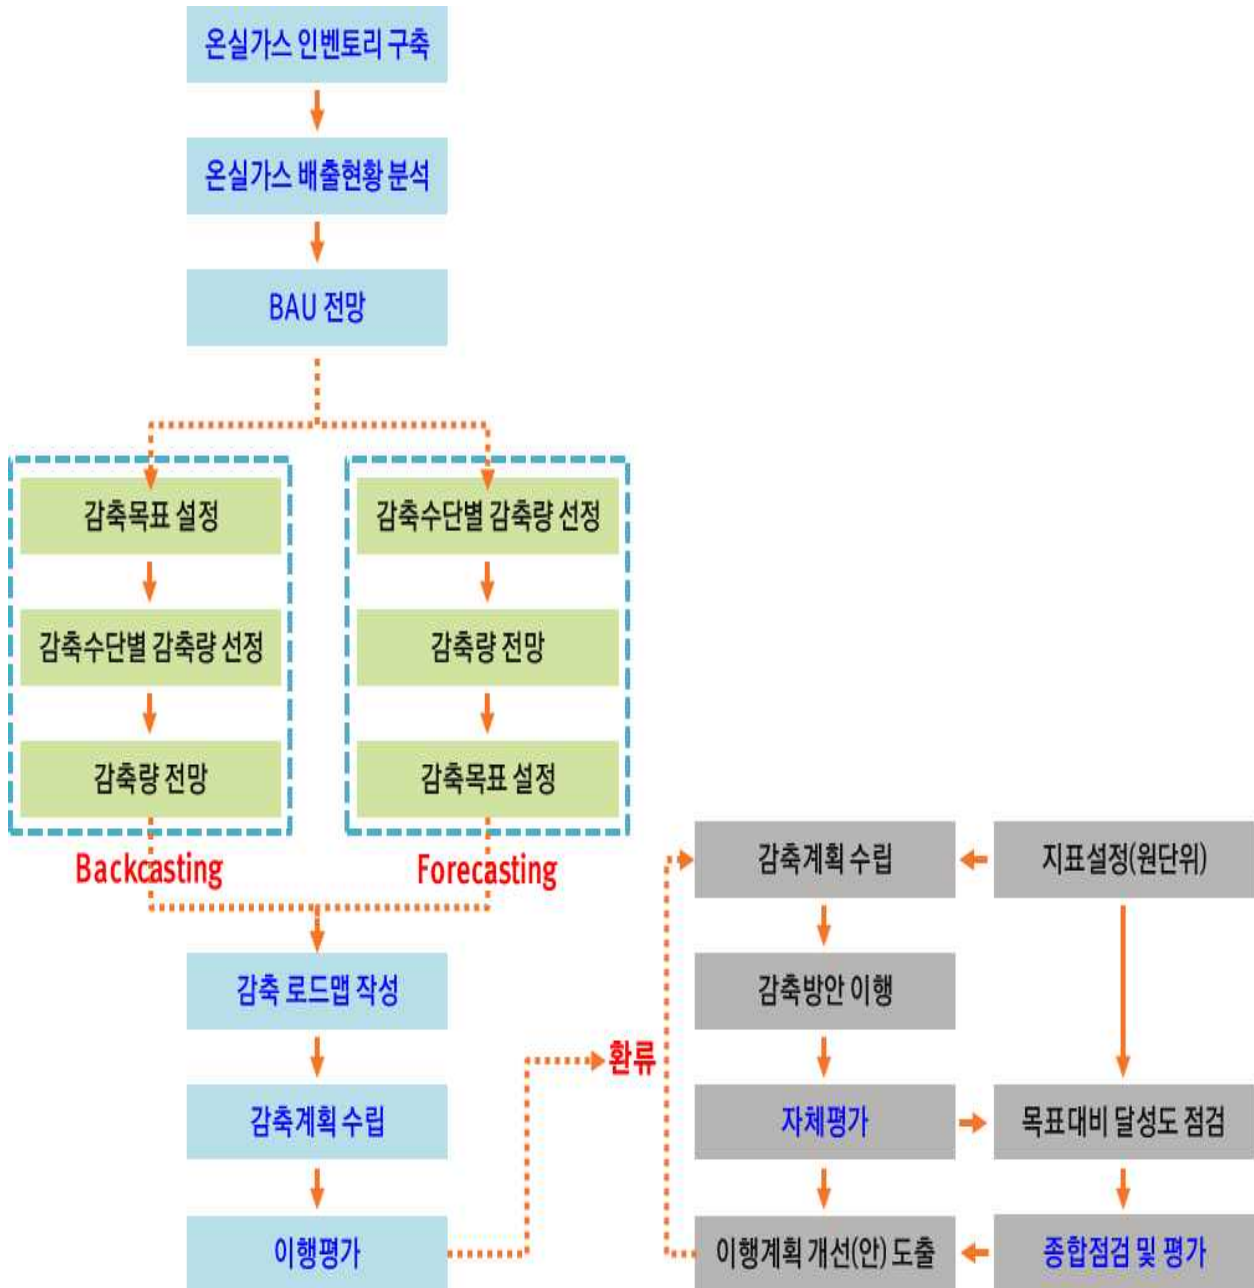 온실가스 인벤토리 구축
온실가스 배출현황 분석
BAU 전망
감축목표 설정
감축수단별 감축량 선정
감축량 전망
Backcasting
감축수단별 감축량 선정
감축량 전망
감축목표 설정
Forecasting
감축 로드맵 작성
감축계획 수립
이행평가
환류
감축계획 수립
지표설정(원단위)
감축방안 이행
자체평가
목표대비 달성도 점검
이행계획 개선(안) 도출
종합점검 및 평가